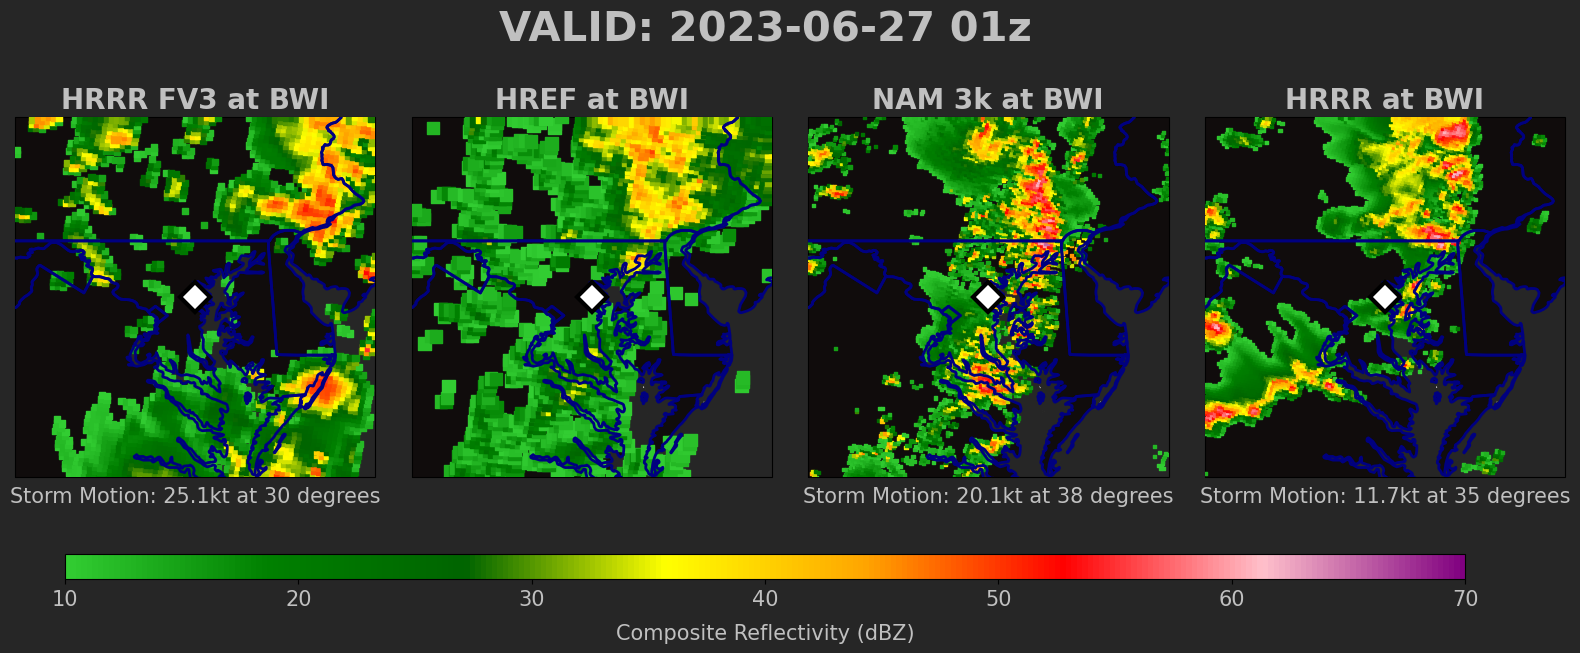 VALID: 2023-06-27 01z
HRRR FV3 at BWI
HREF at BWI
NAM 3k at BWI
HRRR at BWI
Storm Motion: 25.1kt at 30 degrees
Storm Motion: 20.1kt at 38 degrees
Storm Motion: 11.7kt at 35 degrees
10 20 30 40 50 60 70
Composite Reflectivity (dBZ)